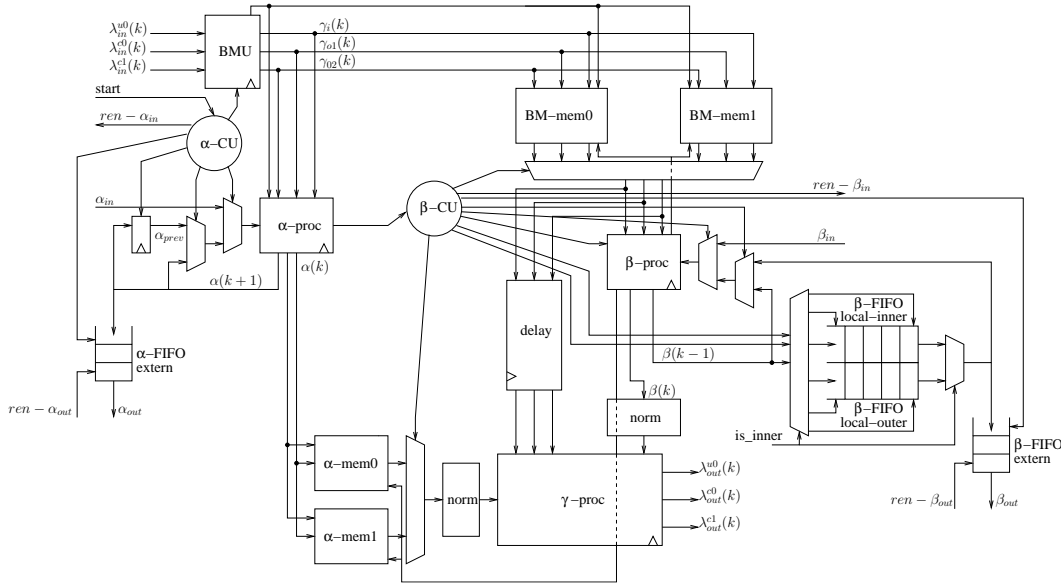 λ_in^u0(k)
λ_in^c0(k)
λ_in^c1(k)
BMU
γ_i(k)
γ_o1(k)
γ_02(k)
start
ren−α_in
α−CU
BM−mem0
BM−mem1
α_in
α_prev
α−proc
β−CU
ren−β_in
β_in
α(k+1)
α(k)
β−proc
delay
β−FIFO
local−inner
α−FIFO
extern
β(k−1)
β(k)
norm
ren−α_out
α_out
β−FIFO
local−outer
is_inner
β−FIFO
extern
α−mem0
norm
γ−proc
λ_out^u0(k)
λ_out^c0(k)
λ_out^c1(k)
ren−β_out
β_out
α−mem1